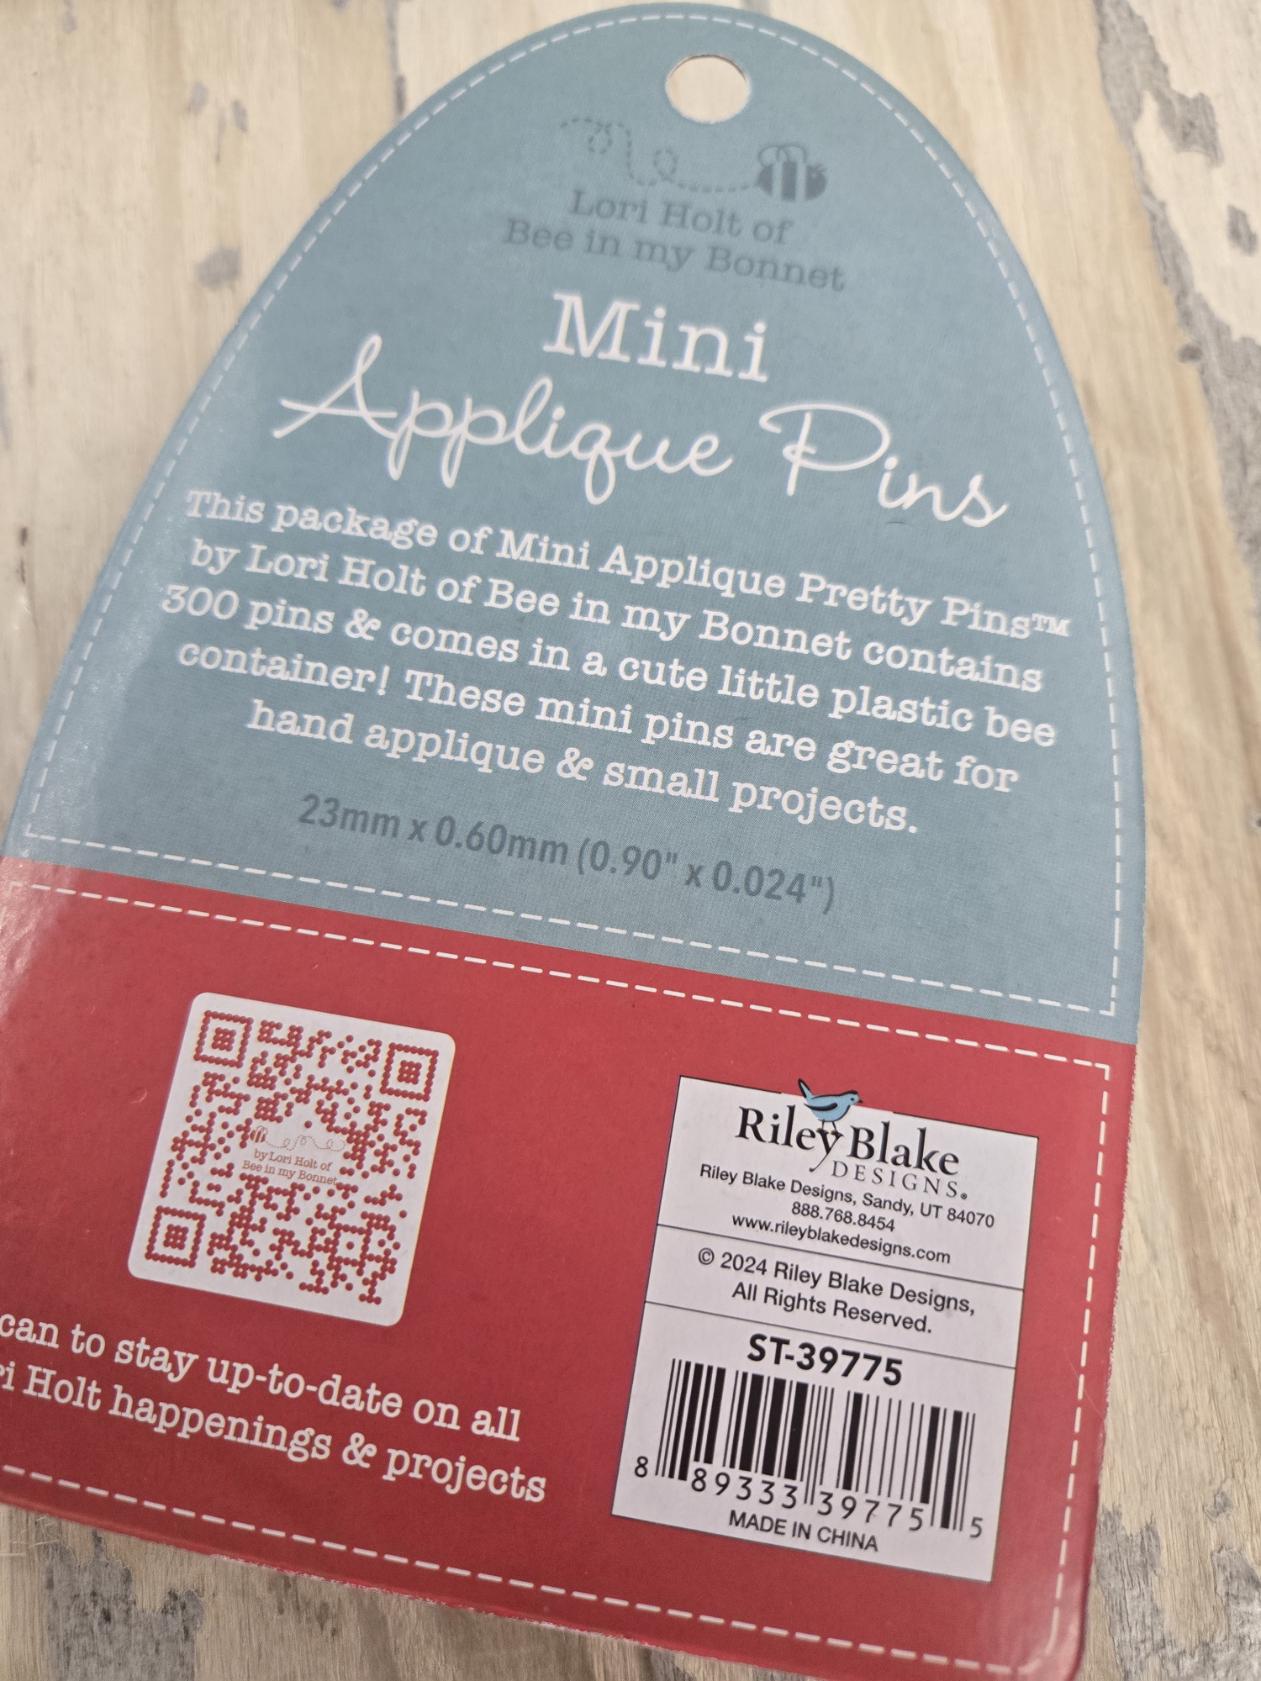 Lori Holt of
Bee in my Bonnet
Mini
Applique Pins
This package of Mini Applique Pretty Pins™
by Lori Holt of Bee in my Bonnet contains
300 pins & comes in a cute little plastic bee
container! These mini pins are great for
hand applique & small projects.
23mm x 0.60mm (0.90" x 0.024")
by Lori Holt of
Bee in my Bonnet
can to stay up-to-date on all
ri Holt happenings & projects
Riley Blake
DESIGNS®
Riley Blake Designs, Sandy, UT 84070
888.768.8454
www.rileyblakedesigns.com
© 2024 Riley Blake Designs,
All Rights Reserved.
ST-39775
8 89333 39775 5
MADE IN CHINA